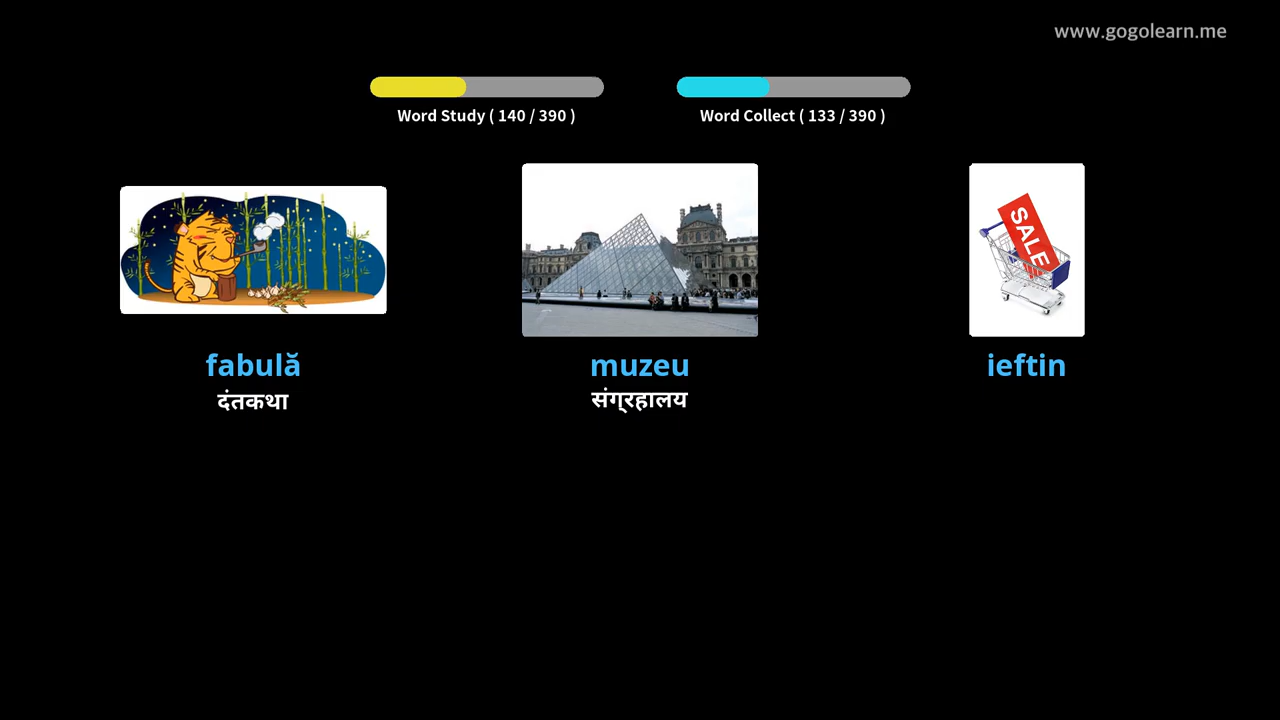 www.gogolearn.me
Word Study ( 140 / 390 )
Word Collect ( 133 / 390 )
SALE
fabulă
muzeu
ieftin
दंतकथा
संग्रहालय